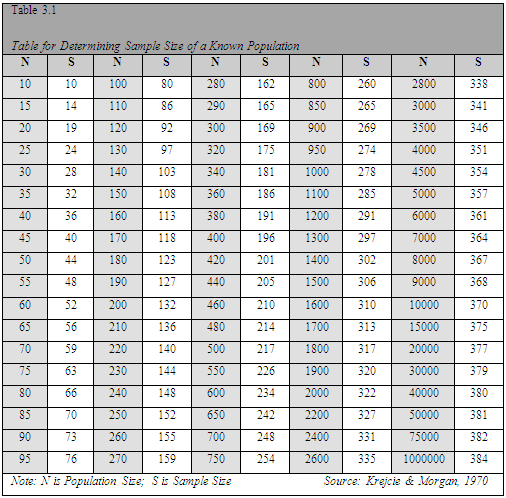 Table 3.1
Table for Determining Sample Size of a Known Population
N S N S N S N S N S
10 10 100 80 280 162 800 260 2800 338
15 14 110 86 290 165 850 265 3000 341
20 19 120 92 300 169 900 269 3500 346
25 24 130 97 320 175 950 274 4000 351
30 28 140 103 340 181 1000 278 4500 354
35 32 150 108 360 186 1100 285 5000 357
40 36 160 113 380 191 1200 291 6000 361
45 40 170 118 400 196 1300 297 7000 364
50 44 180 123 420 201 1400 302 8000 367
55 48 190 127 440 205 1500 306 9000 368
60 52 200 132 460 210 1600 310 10000 370
65 56 210 136 480 214 1700 313 15000 375
70 59 220 140 500 217 1800 317 20000 377
75 63 230 144 550 226 1900 320 30000 379
80 66 240 148 600 234 2000 322 40000 380
85 70 250 152 650 242 2200 327 50000 381
90 73 260 155 700 248 2400 331 75000 382
95 76 270 159 750 254 2600 335 1000000 384
Note: N is Population Size; S is Sample Size Source: Krejcie & Morgan, 1970